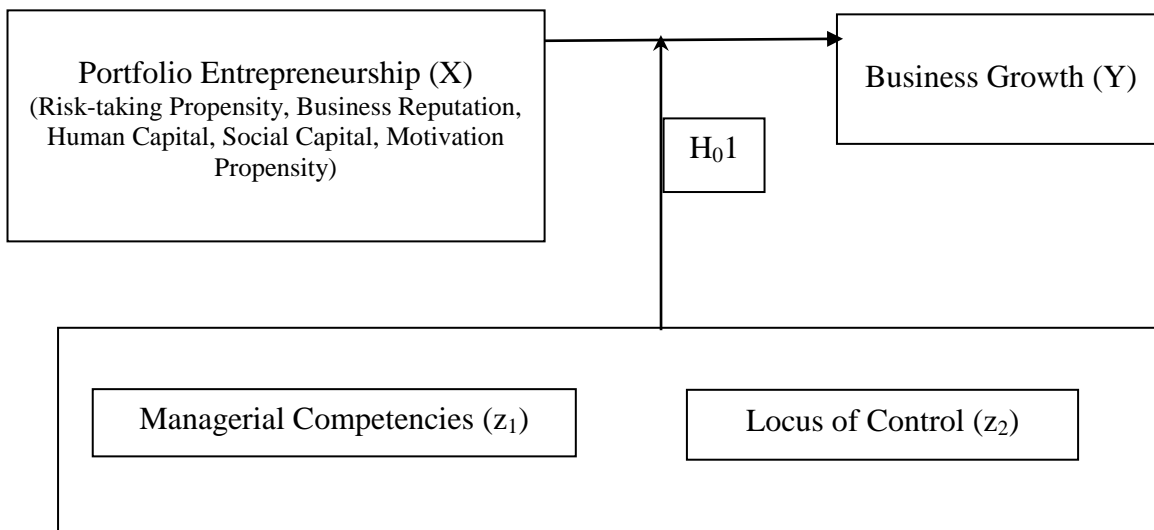 Portfolio Entrepreneurship (X)
(Risk-taking Propensity, Business Reputation,
Human Capital, Social Capital, Motivation
Propensity)
Business Growth (Y)
H₀1
Managerial Competencies (z₁)
Locus of Control (z₂)